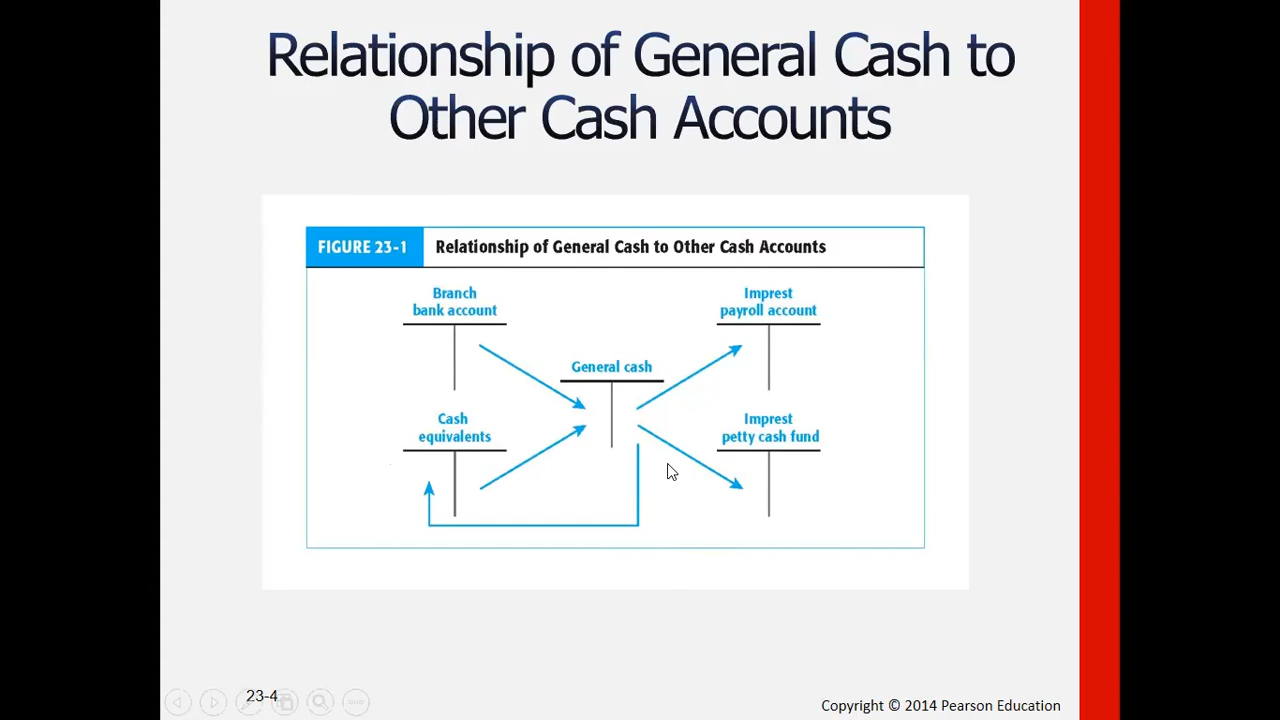 Relationship of General Cash to
Other Cash Accounts
FIGURE 23-1
Relationship of General Cash to Other Cash Accounts
Branch
bank account
Imprest
payroll account
General cash
Cash
equivalents
Imprest
petty cash fund
23-4
Copyright © 2014 Pearson Education